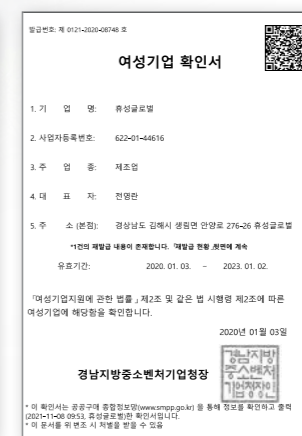 발급번호: 제 0121-2020-08748 호
여성기업 확인서
1. 기 업 명: 휴성글로벌
2. 사업자등록번호: 622-01-44616
3. 주 업 종: 제조업
4. 대 표 자: 전영란
5. 주 소 (본점): 경상남도 김해시 생림면 안양로 276-26 휴성글로벌
*1건의 재발급 내용이 존재합니다. 「재발급 현황」뒷면에 계속
유효기간: 2020. 01. 03. ~ 2023. 01. 02.
「여성기업지원에 관한 법률」제2조 및 같은 법 시행령 제2조에 따른
여성기업에 해당함을 확인합니다.
2020년 01월 03일
경남지방중소벤처기업청장
경남지방
중소벤처
기업청장인
* 이 확인서는 공공구매 종합정보망(www.smpp.go.kr) 을 통해 정보를 확인하고 출력
(2021-11-08 09:53, 휴성글로벌)한 확인서입니다.
* 이 문서를 위 변조 시 처벌을 받을 수 있음